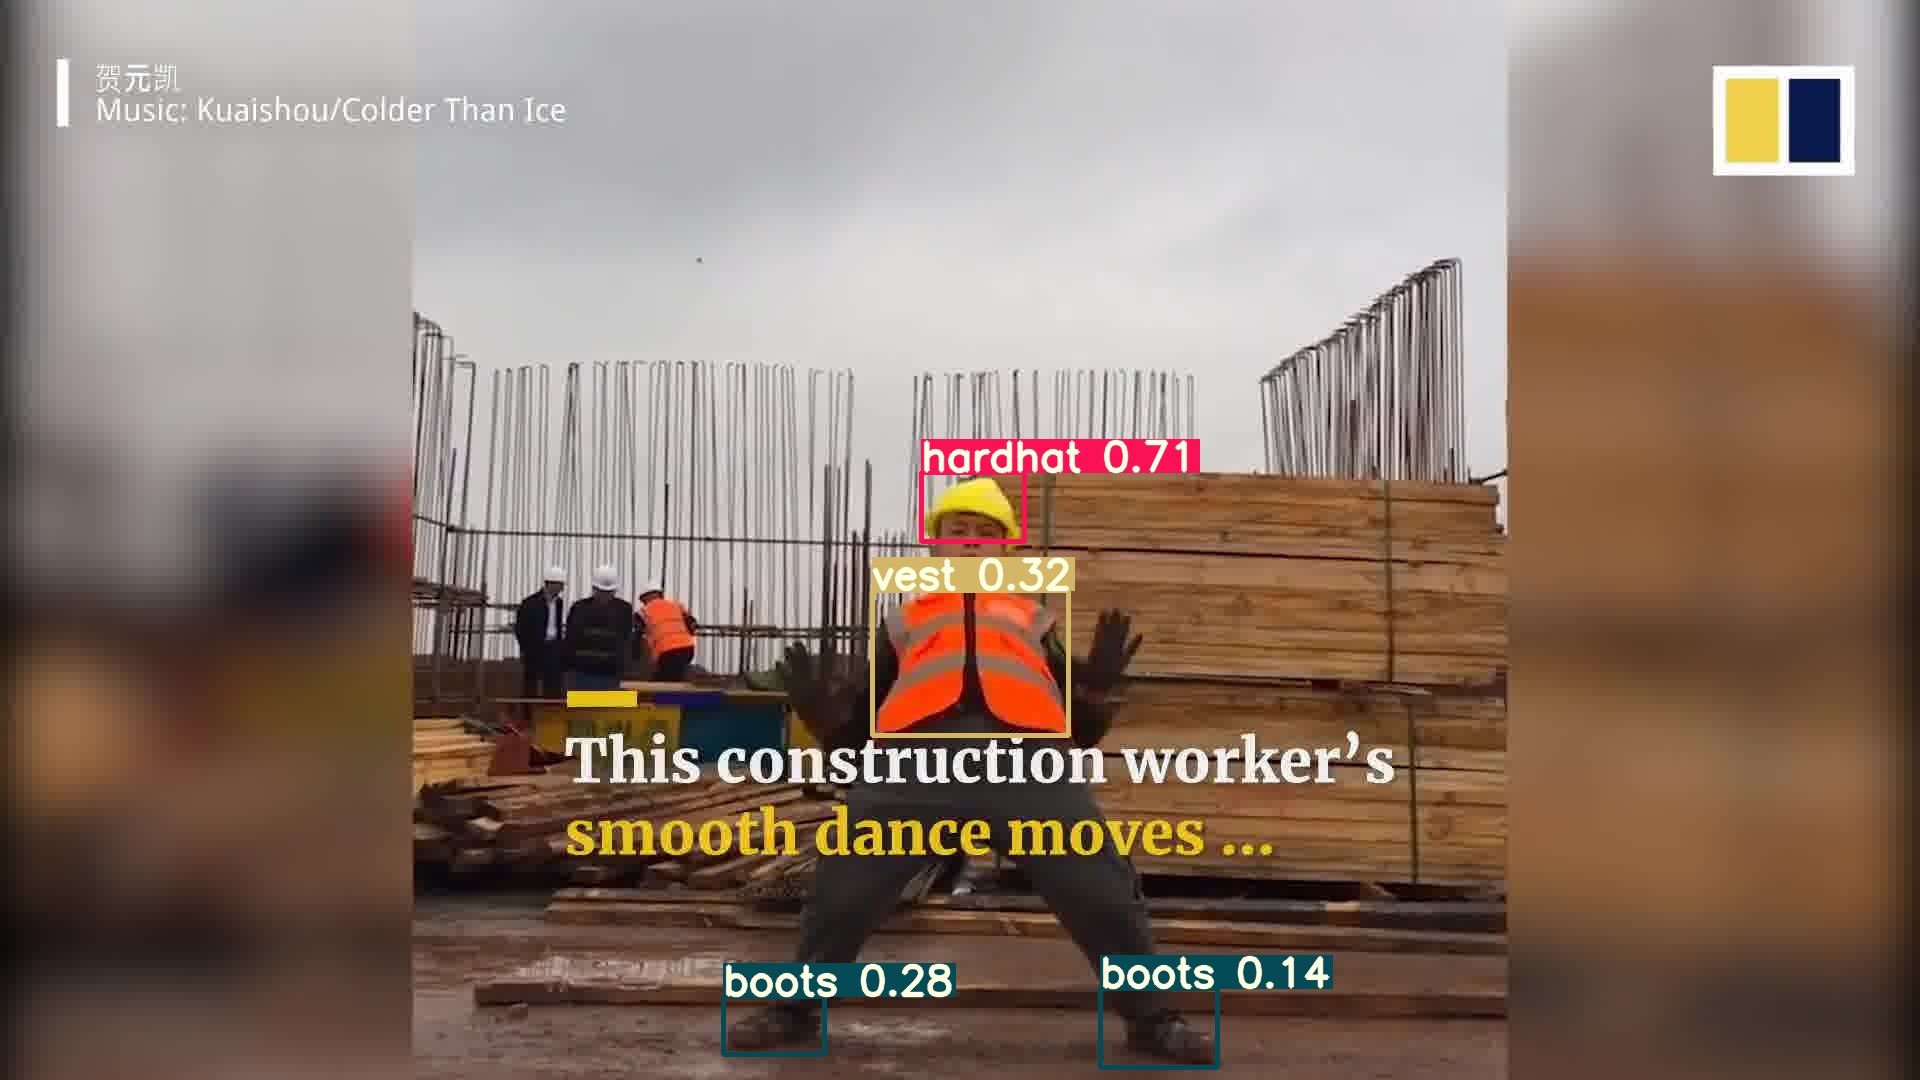 贺元凯
Music: Kuaishou/Colder Than Ice
hardhat 0.71
vest 0.32
This construction worker's
smooth dance moves ...
boots 0.28
boots 0.14